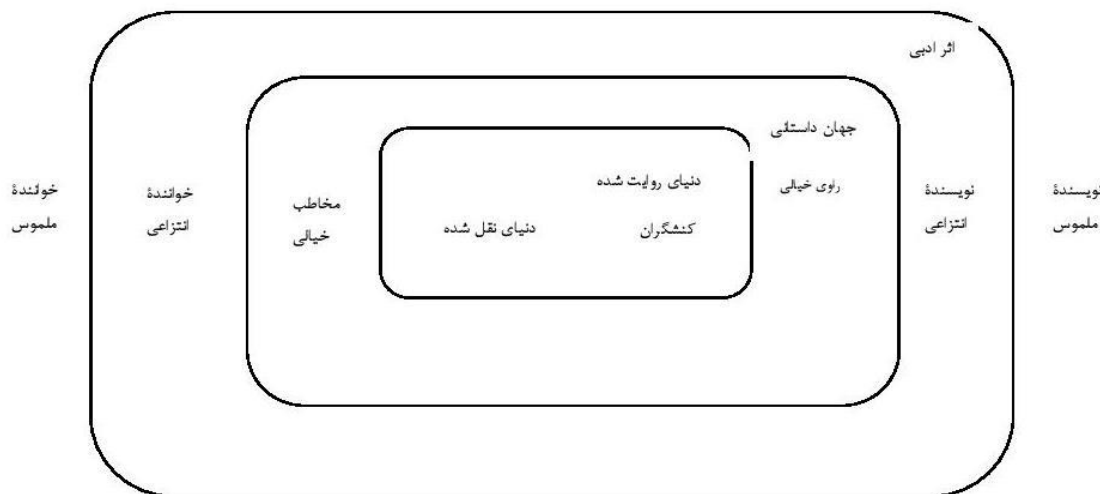 اثر ادبی
جهان داستانی
نویسندهٔ
ملموس
نویسندهٔ
انتزاعی
راوی خیالی
دنیای روایت شده
کنشگران
دنیای نقل شده
مخاطب
خیالی
خوانندهٔ
انتزاعی
خوانندهٔ
ملموس